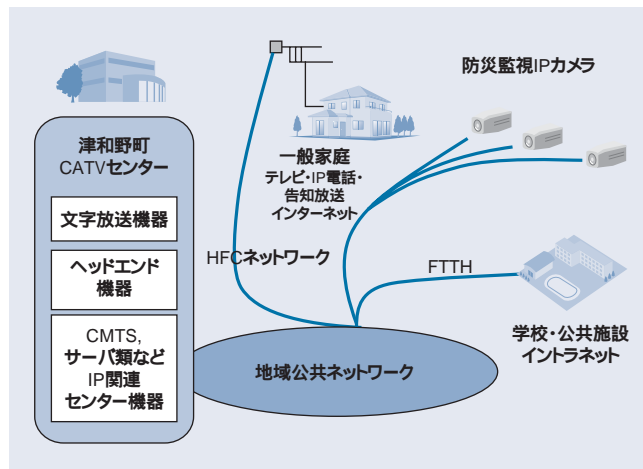 津和野町
CATVセンター
文字放送機器
ヘッドエンド
機器
CMTS,
サーバ類など
IP関連
センター機器
防災監視IPカメラ
一般家庭
テレビ・IP電話・
告知放送
インターネット
HFCネットワーク
FTTH
学校・公共施設
イントラネット
地域公共ネットワーク